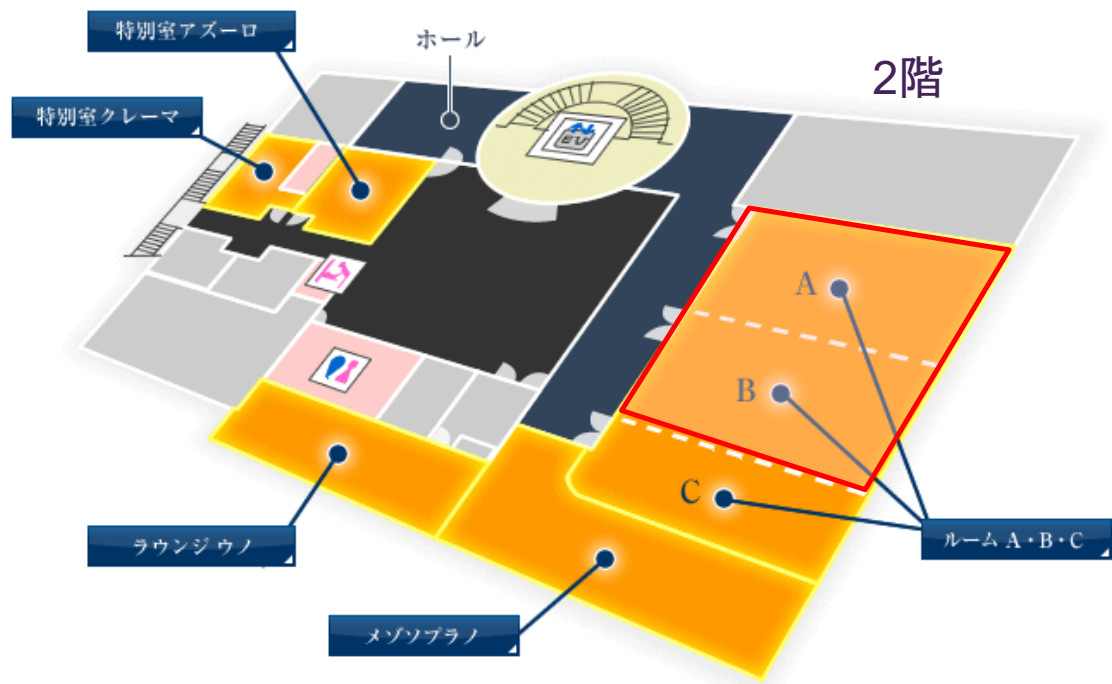 特別室アズーロ
ホール
2階
特別室クレーマ
EV
A
B
C
ラウンジ ウノ
ルーム A・B・C
メゾソプラノ